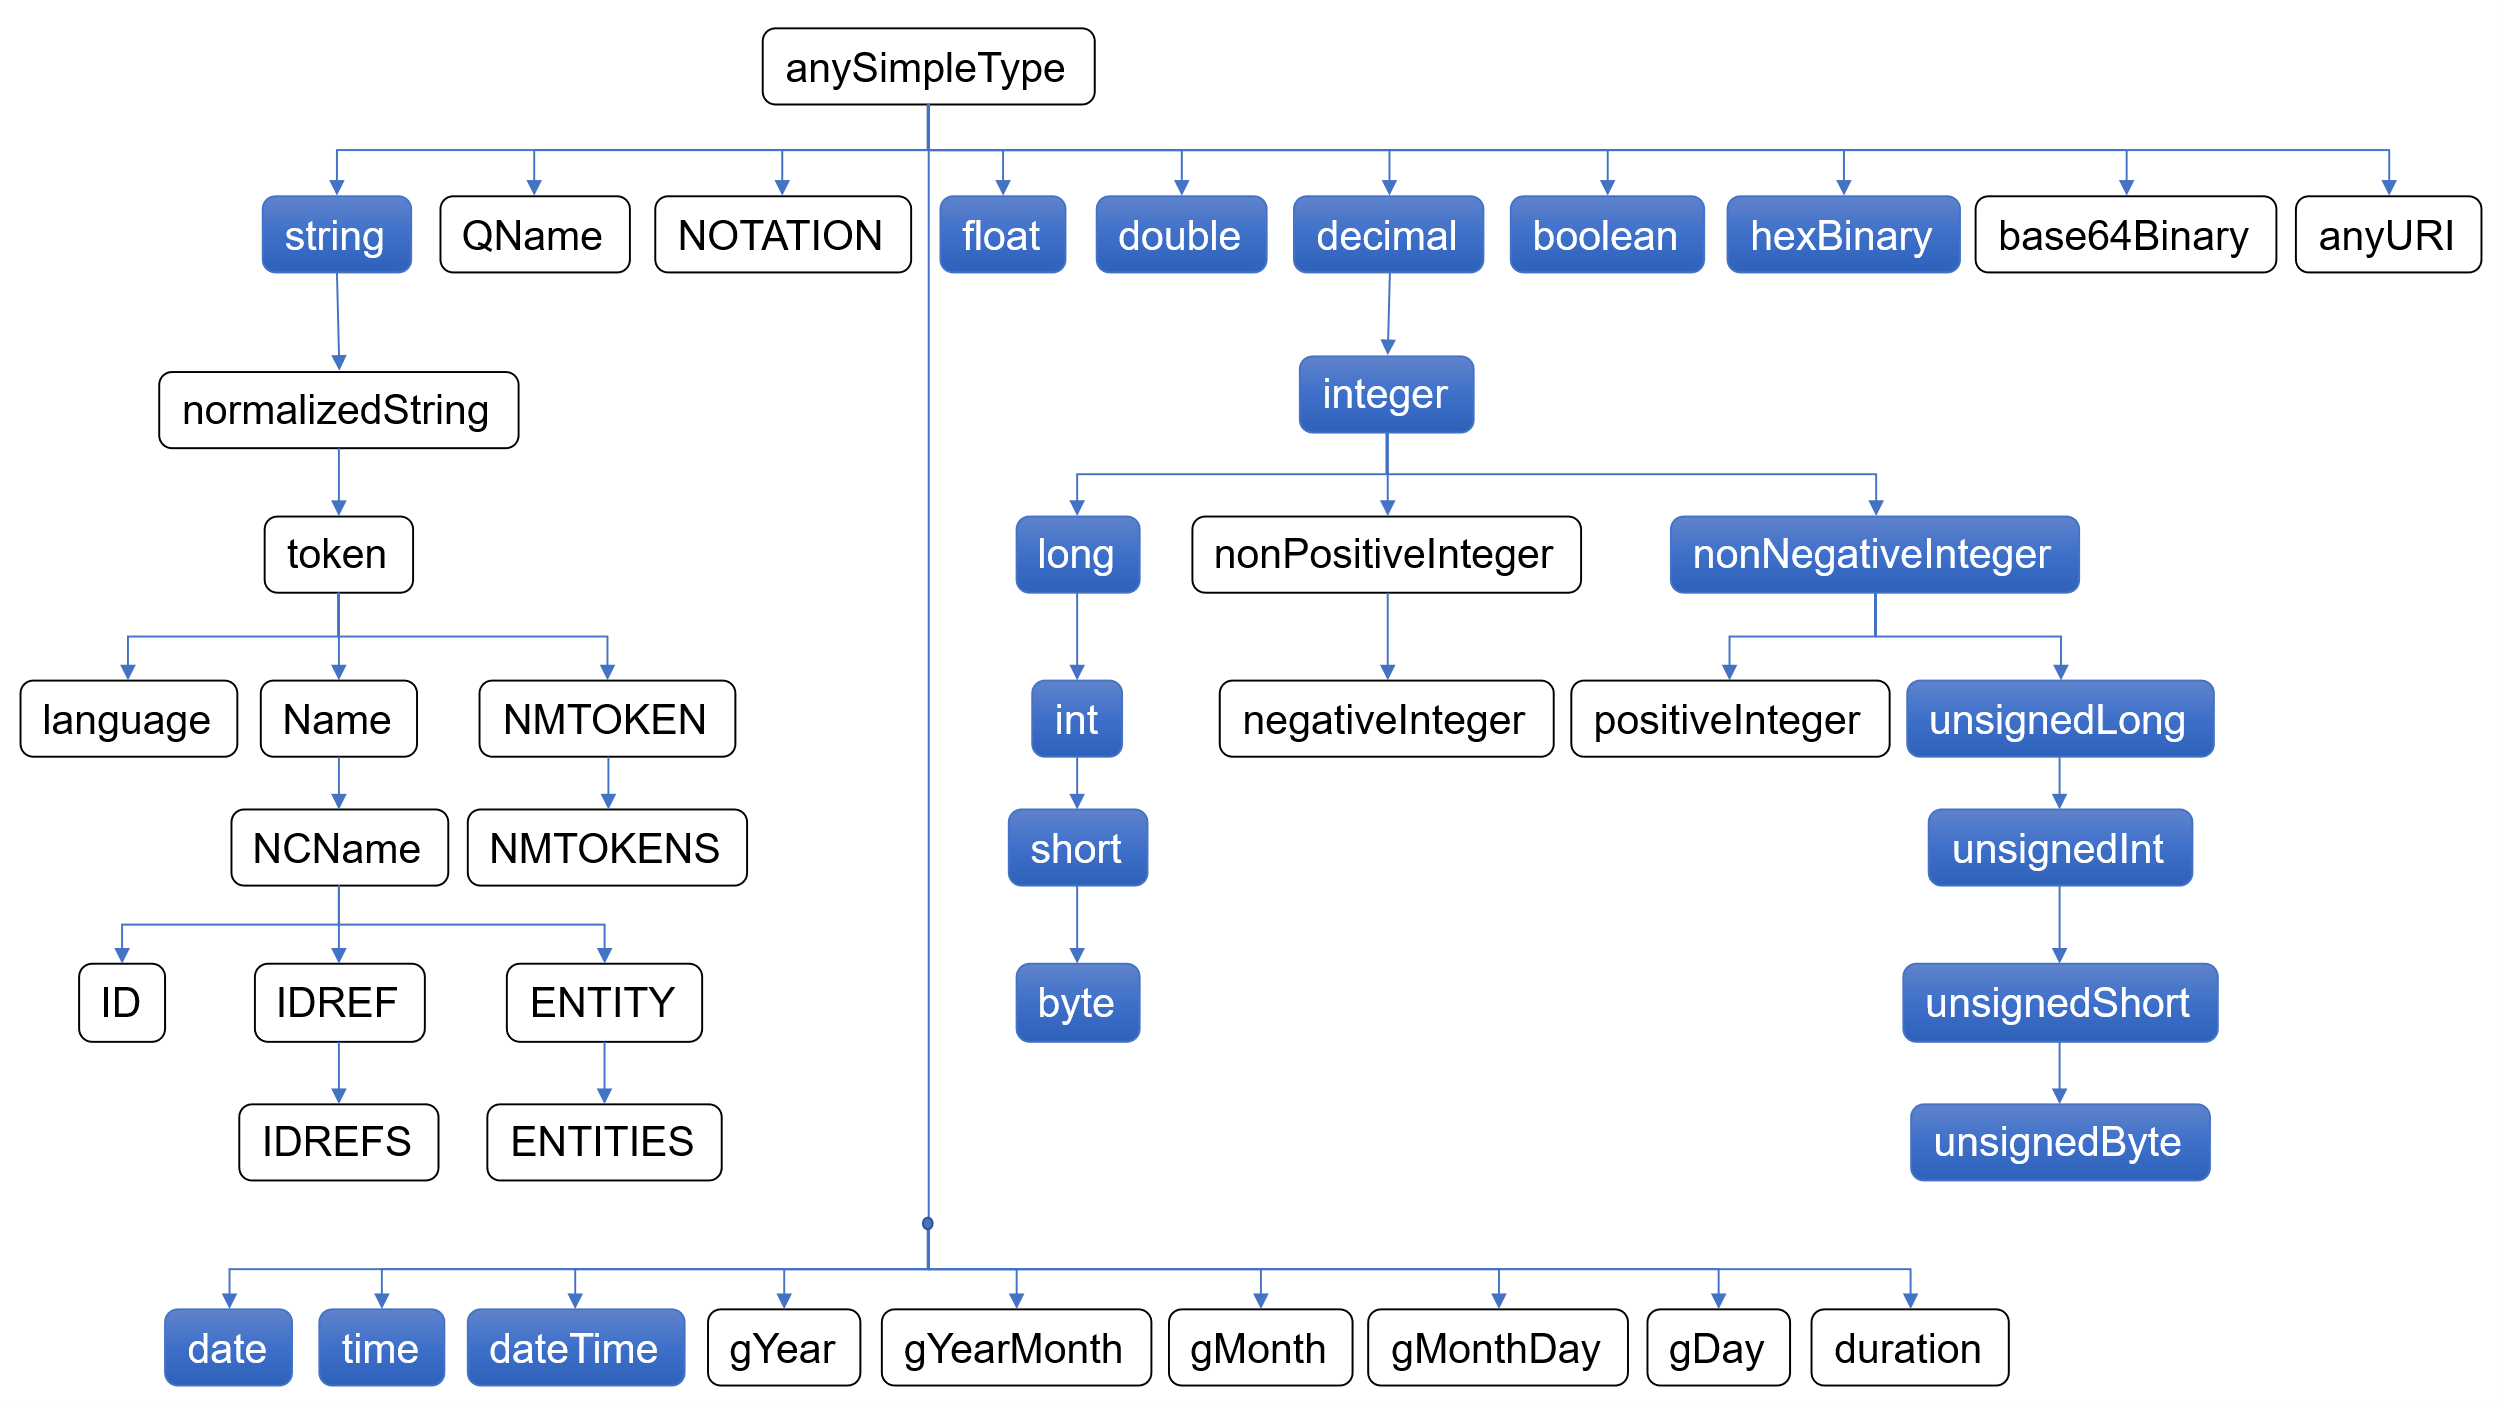 anySimpleType
string
QName
NOTATION
float
double
decimal
boolean
hexBinary
base64Binary
anyURI
normalizedString
integer
token
long
nonPositiveInteger
nonNegativeInteger
language
Name
NMTOKEN
int
negativeInteger
positiveInteger
unsignedLong
NCName
NMTOKENS
short
unsignedInt
ID
IDREF
ENTITY
byte
unsignedShort
IDREFS
ENTITIES
unsignedByte
date
time
dateTime
gYear
gYearMonth
gMonth
gMonthDay
gDay
duration